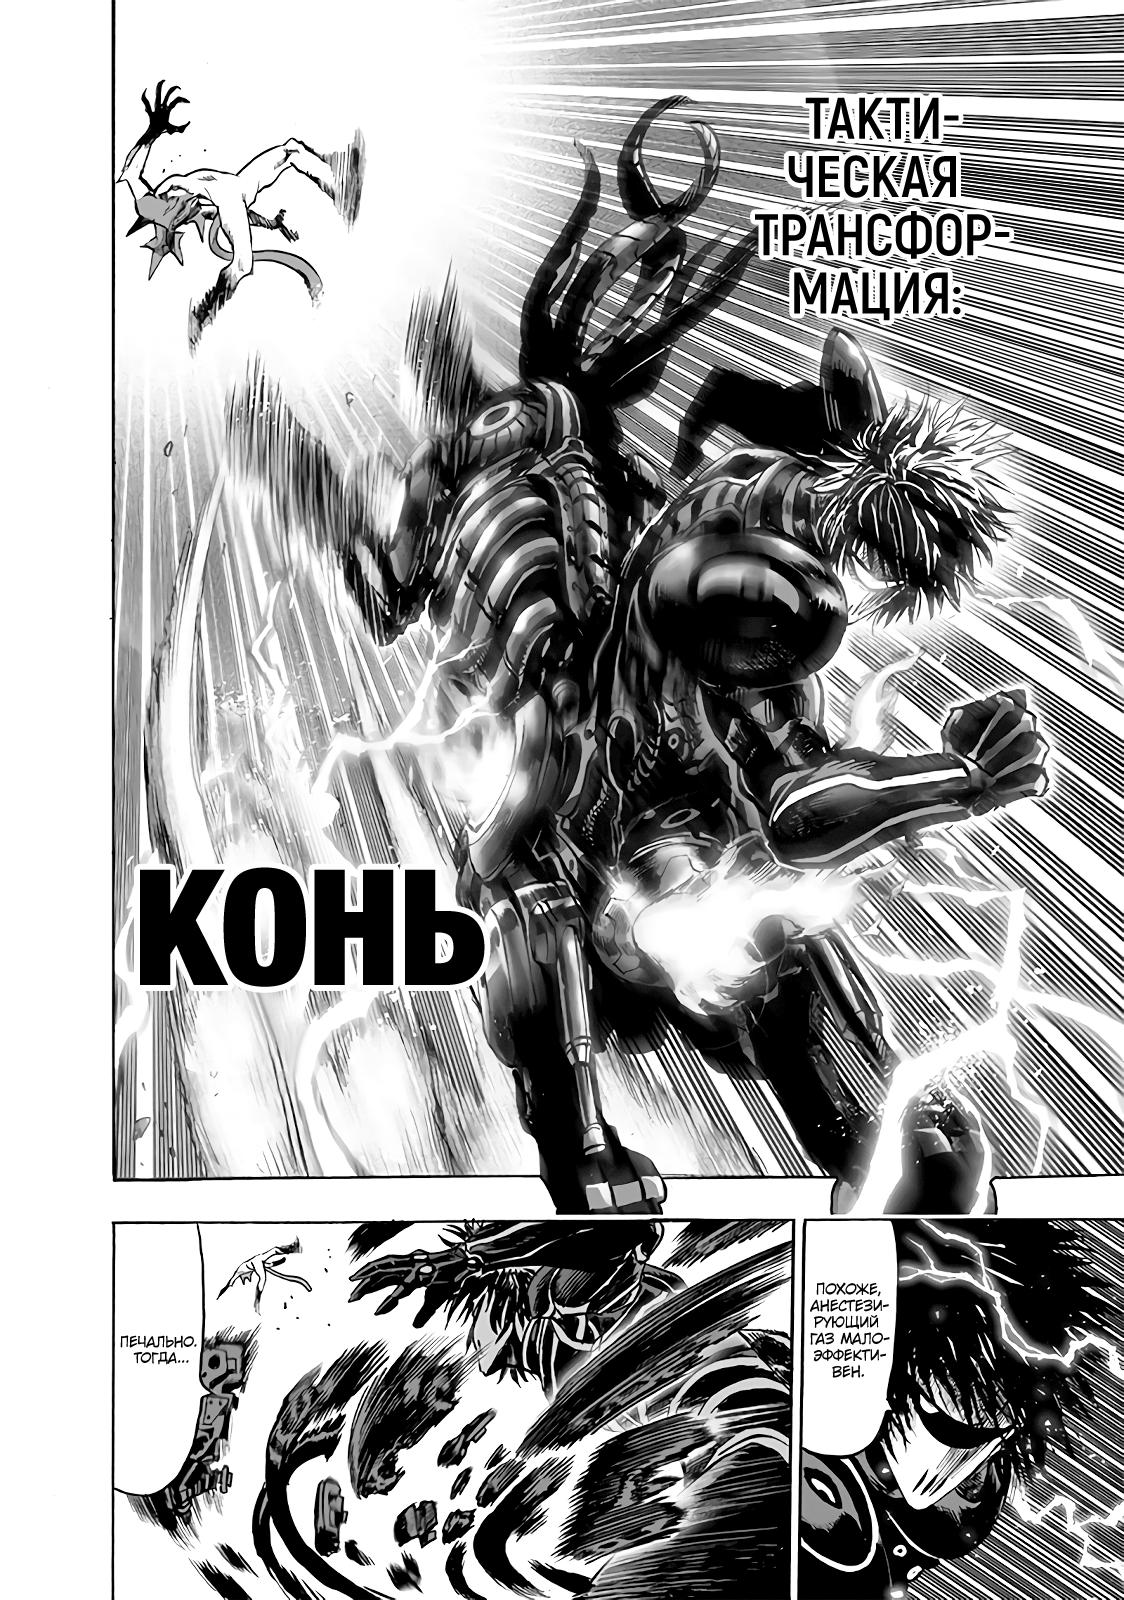 ТАКТИ-
ЧЕСКАЯ
ТРАНСФОР-
МАЦИЯ:
КОНЬ
ПОХОЖЕ,
АНЕСТЕЗИ-
РУЮЩИЙ
ГАЗ МАЛО-
ЭФФЕКТИ-
ВЕН.
ПЕЧАЛЬНО.
ТОГДА...